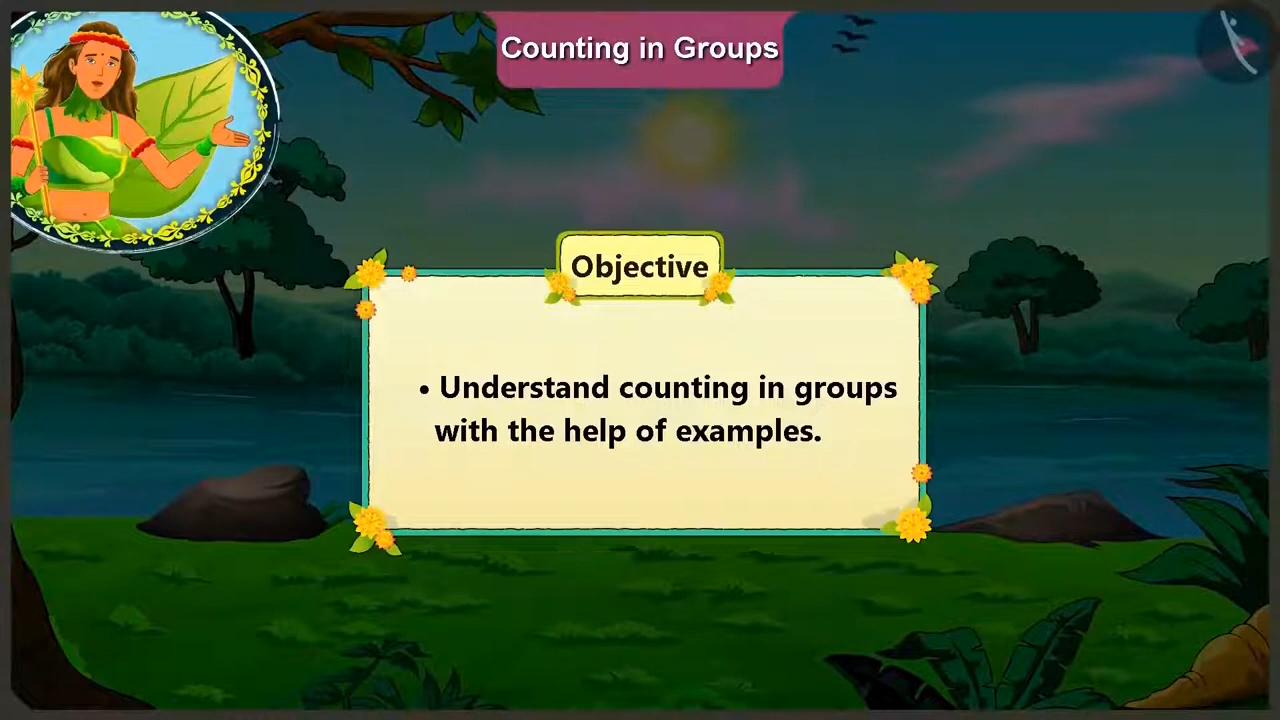 Counting in Groups
Objective
• Understand counting in groups
with the help of examples.